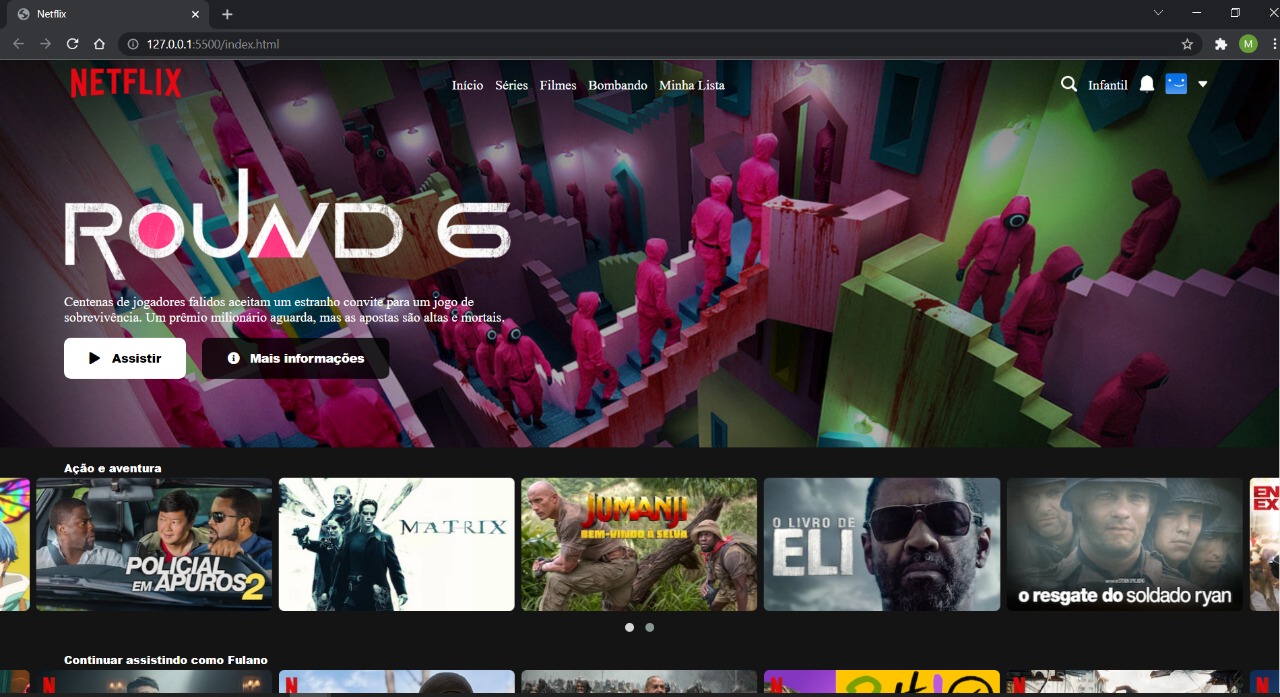 Netflix
127.0.0.1:5500/index.html
M
NETFLIX
Início Séries Filmes Bombando Minha Lista
Infantil
ROUND 6
Centenas de jogadores falidos aceitam um estranho convite para um jogo de
sobrevivência. Um prêmio milionário aguarda, mas as apostas são altas e mortais.
Assistir
Mais informações
Ação e aventura
POLICIAL
EM APUROS 2
MATRIX
JUMANJI
BEM-VINDO À SELVA
O LIVRO DE
ELI
o resgate do soldado ryan
EN
EX
Continuar assistindo como Fulano
N
N
N
N
N